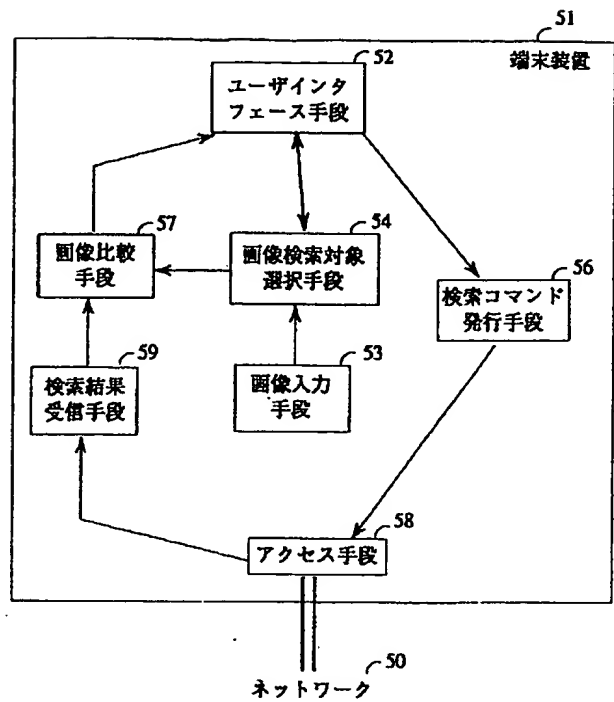 51
端末装置
52
ユーザインタ
フェース手段
57
画像比較
手段
54
画像検索対象
選択手段
56
検索コマンド
発行手段
59
検索結果
受信手段
53
画像入力
手段
58
アクセス手段
50
ネットワーク